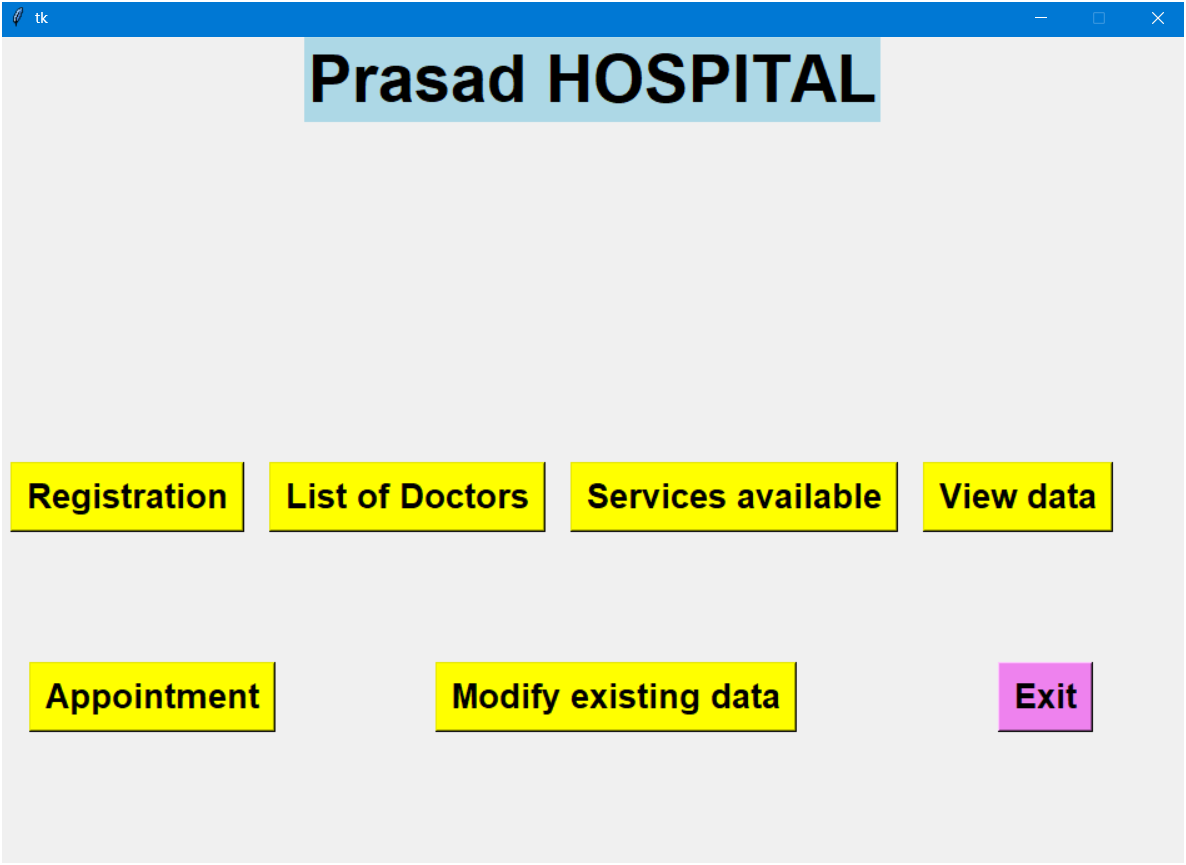 tk
Prasad HOSPITAL
Registration List of Doctors Services available View data
Appointment Modify existing data Exit